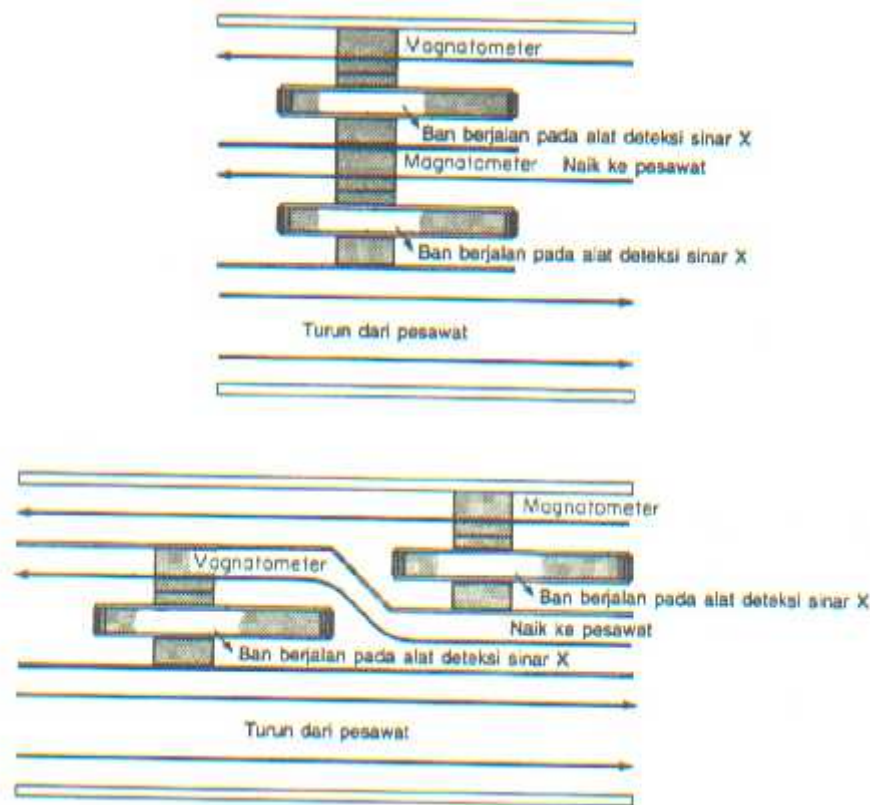 Magnatometer
Ban berjalan pada alat deteksi sinar X
Magnatometer Naik ke pesawat
Ban berjalan pada alat deteksi sinar X
Turun dari pesawat
Magnatometer
Magnatometer
Ban berjalan pada alat deteksi sinar X
Naik ke pesawat
Ban berjalan pada alat deteksi sinar X
Turun dari pesawat